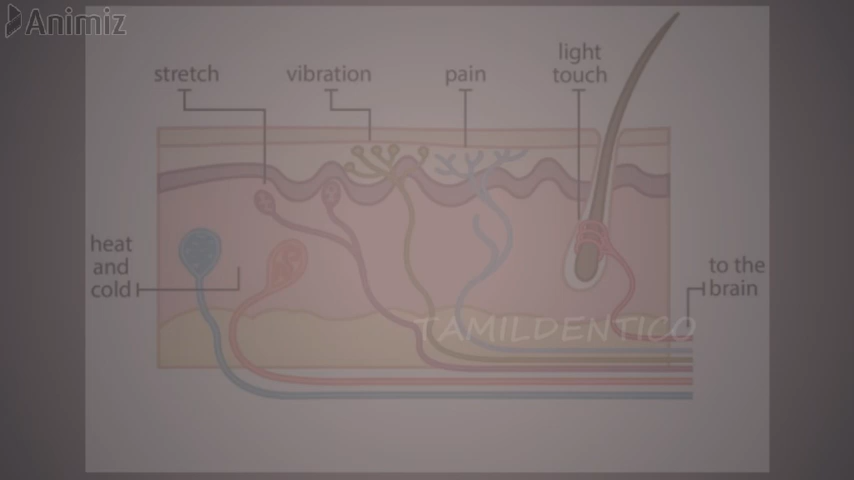 Animiz
stretch
vibration
pain
light
touch
heat
and
cold
to the
brain
TAMILDENTICO